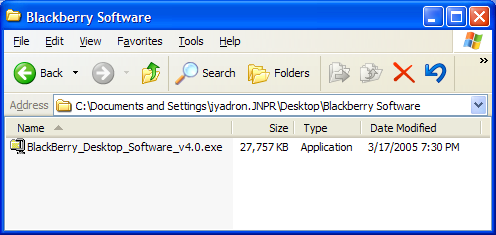 Blackberry Software
File Edit View Favorites Tools Help
Back Search Folders »
Address C:\Documents and Settings\jyadron.JNPR\Desktop\Blackberry Software
Name Size Type Date Modified
BlackBerry_Desktop_Software_v4.0.exe 27,757 KB Application 3/17/2005 7:30 PM